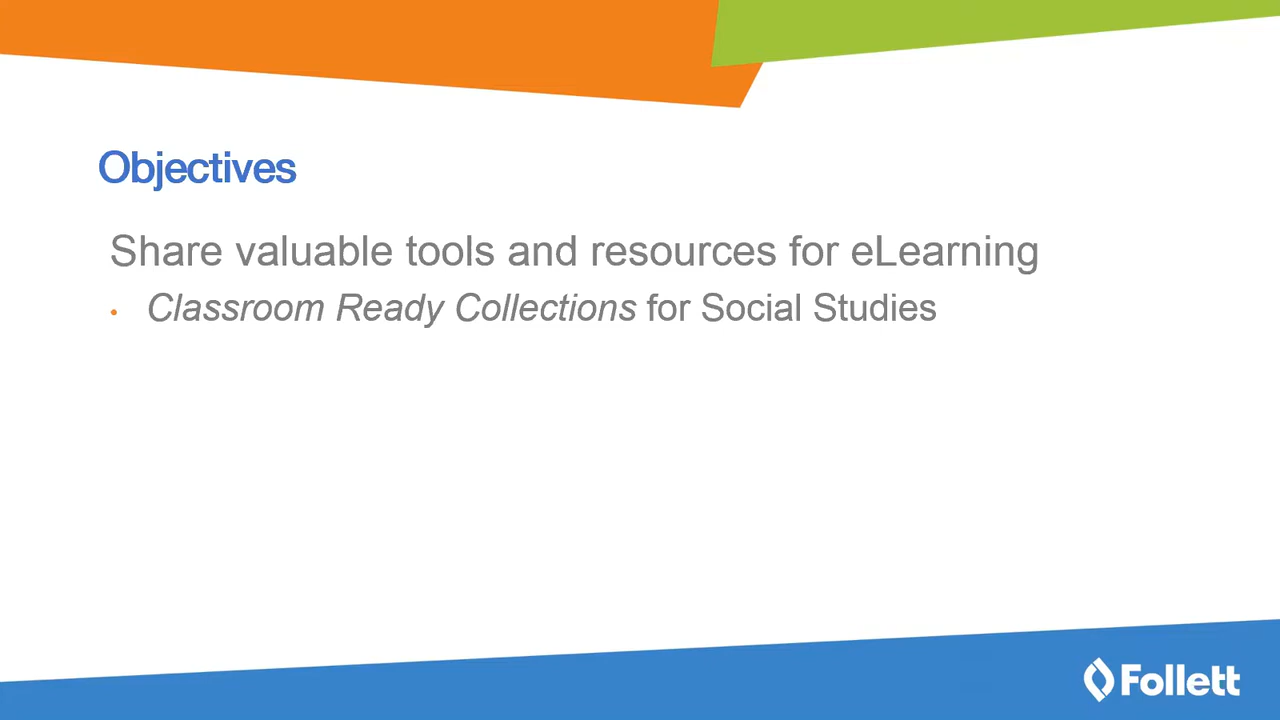 Objectives
Share valuable tools and resources for eLearning
• Classroom Ready Collections for Social Studies
Follett